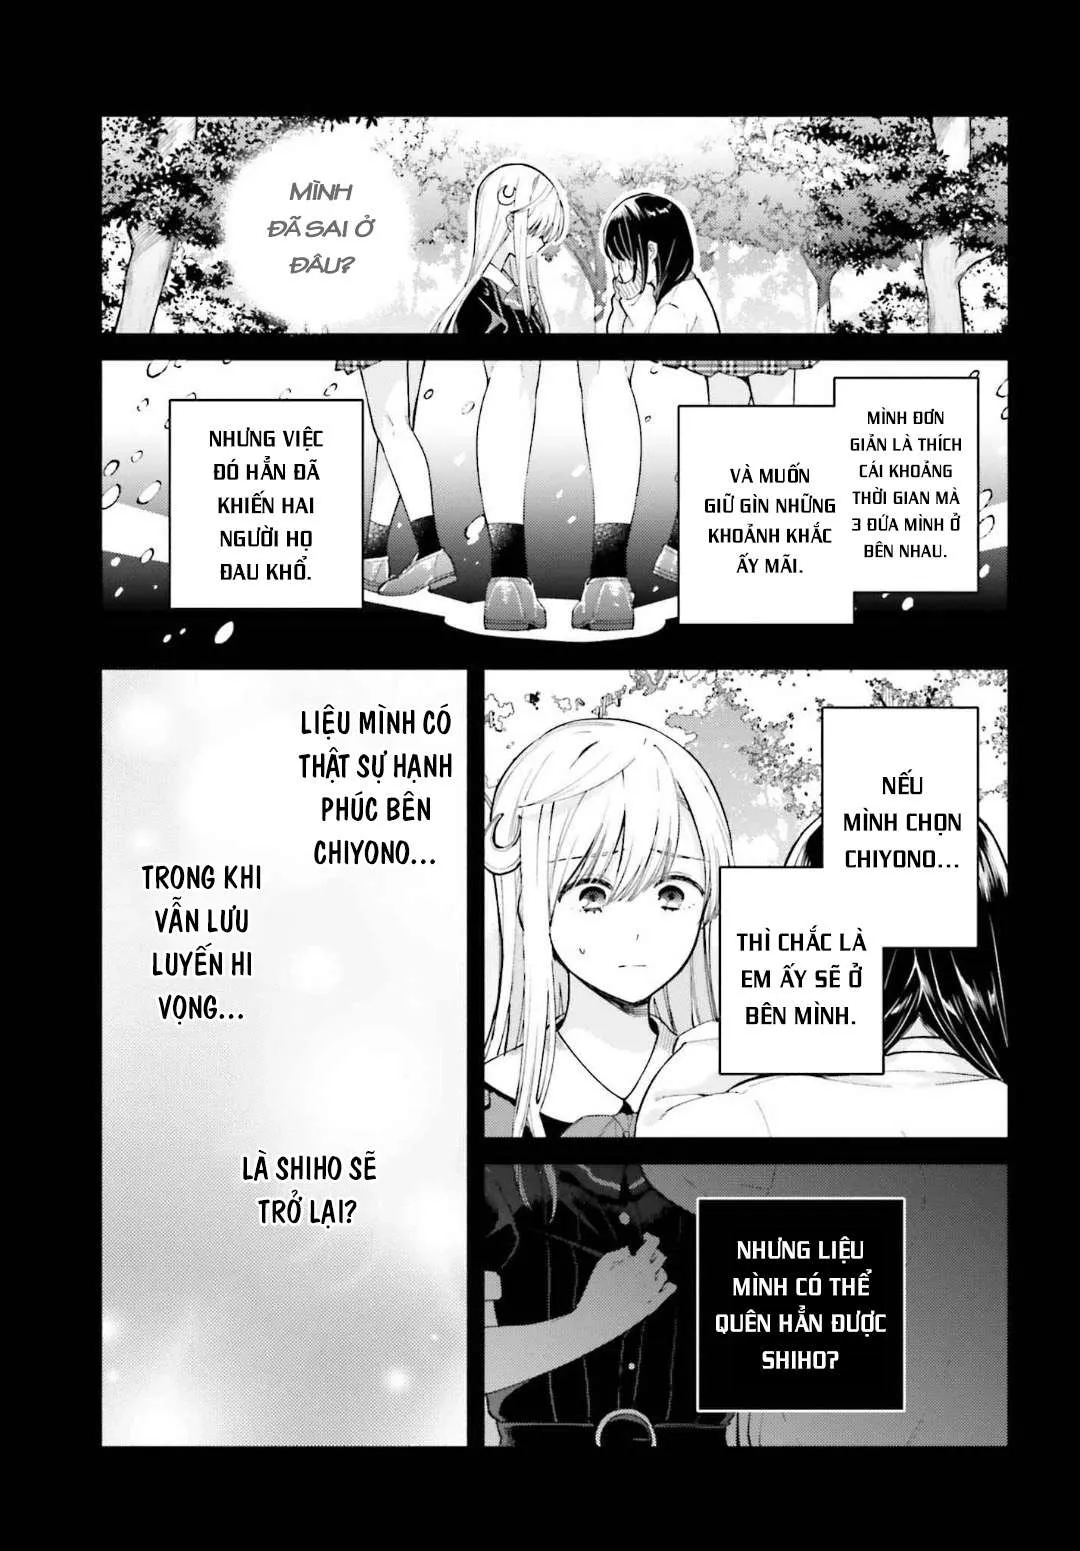 MÌNH
ĐÃ SAI Ở
ĐÂU?
MÌNH ĐƠN
GIẢN LÀ THÍCH
CÁI KHOẢNG
THỜI GIAN MÀ
3 ĐỨA MÌNH Ở
BÊN NHAU.
VÀ MUỐN
GIỮ GÌN NHỮNG
KHOẢNH KHẮC
ẤY MÃI.
NHƯNG VIỆC
ĐÓ HẲN ĐÃ
KHIẾN HAI
NGƯỜI HỌ
ĐAU KHỔ.
NẾU
MÌNH CHỌN
CHIYONO...
THÌ CHẮC LÀ
EM ẤY SẼ Ở
BÊN MÌNH.
NHƯNG LIỆU
MÌNH CÓ THỂ
QUÊN HẲN ĐƯỢC
SHIHO?
LIỆU MÌNH CÓ
THẬT SỰ HẠNH
PHÚC BÊN
CHIYONO...
TRONG KHI
VẪN LƯU
LUYẾN HI
VỌNG...
LÀ SHIHO SẼ
TRỞ LẠI?